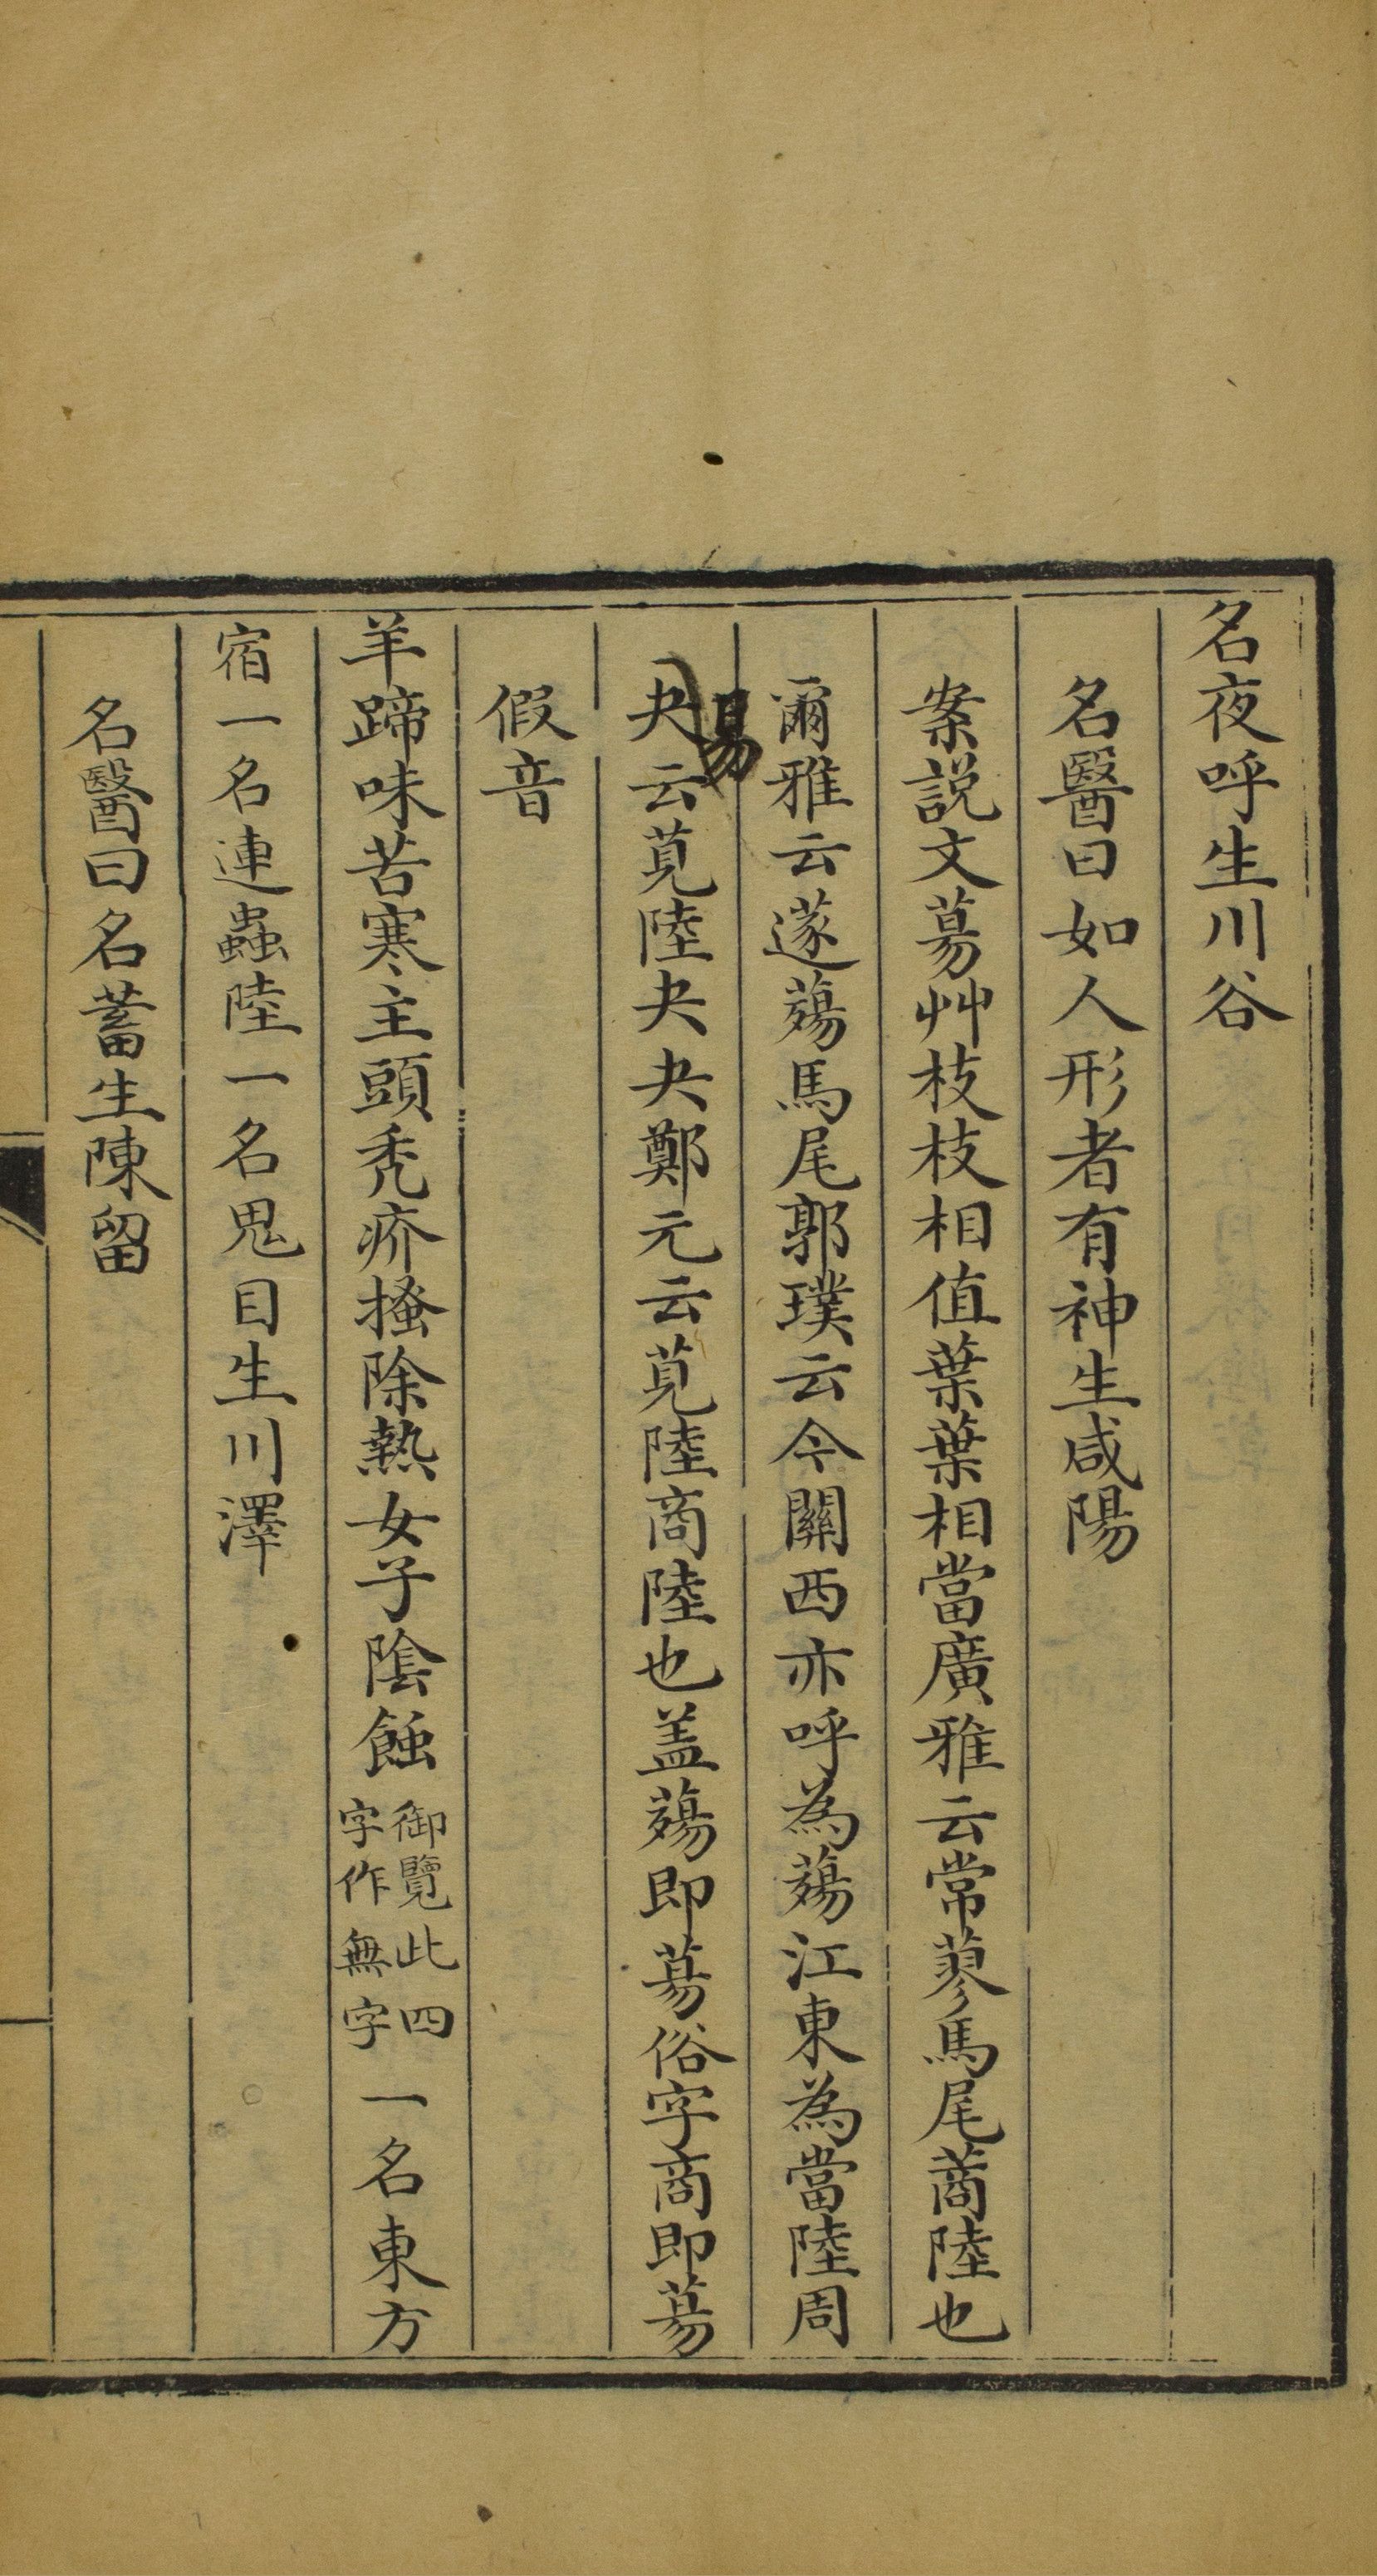 名夜呼生川谷
名醫曰如人形者有神生咸陽
案説文募艸枝枝相值葉葉相當廣雅云常蓼馬尾蔏陸也
爾雅云蓫薚馬尾郭璞云今關西亦呼為薚江東為當陸周
易
夬云莧陸夬夬鄭元云莧陸商陸也盖薚即募俗字商即募
假音
羊蹄味苦寒主頭秃疥搔除熱女子陰蝕御覽此四字作無字一名東方
宿一名連蟲陸一名鬼目生川澤
名醫曰名蓄生陳留